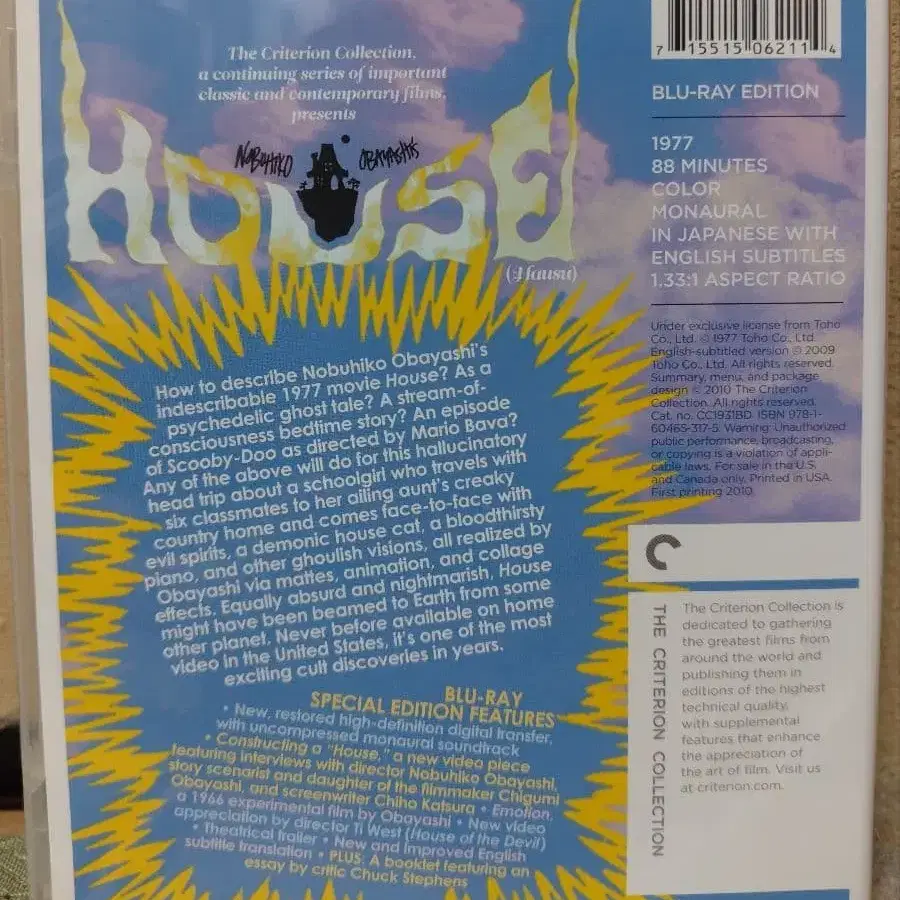 The Criterion Collection,
a continuing series of important
classic and contemporary films,
presents
NOBUHIKO OBAYASHI'S
HOUSE
(Hausu)
How to describe Nobuhiko Obayashi's
indescribable 1977 movie House? As a
psychedelic ghost tale? A stream-of-
consciousness bedtime story? An episode
of Scooby-Doo as directed by Mario Bava?
Any of the above will do for this hallucinatory
head trip about a schoolgirl who travels with
six classmates to her ailing aunt's creaky
country home and comes face-to-face with
evil spirits, a demonic house cat, a bloodthirsty
piano, and other ghoulish visions, all realized by
Obayashi via mattes, animation, and collage
effects. Equally absurd and nightmarish, House
might have been beamed to Earth from some
other planet. Never before available on home
video in the United States, it's one of the most
exciting cult discoveries in years.
BLU-RAY
SPECIAL EDITION FEATURES
• New, restored high-definition digital transfer,
with uncompressed monaural soundtrack
• Constructing a "House," a new video piece
featuring interviews with director Nobuhiko Obayashi,
story scenarist and daughter of the filmmaker Chigumi
Obayashi, and screenwriter Chiho Katsura • Emotion,
a 1966 experimental film by Obayashi • New video
appreciation by director Ti West (House of the Devil)
• Theatrical trailer • New and improved English
subtitle translation • PLUS: A booklet featuring an
essay by critic Chuck Stephens
7 15515 06211 4
BLU-RAY EDITION
1977
88 MINUTES
COLOR
MONAURAL
IN JAPANESE WITH
ENGLISH SUBTITLES
1.33:1 ASPECT RATIO
Under exclusive license from Toho
Co., Ltd. © 1977 Toho Co., Ltd.
English-subtitled version © 2009
Toho Co., Ltd. All rights reserved.
Summary, menu, and package
design © 2010 The Criterion
Collection. All rights reserved.
Cat. no. CC1931BD. ISBN 978-1-
60465-317-5. Warning: Unauthorized
public performance, broadcasting,
or copying is a violation of appli-
cable laws. For sale in the U.S.
and Canada only. Printed in USA.
First printing 2010.
THE CRITERION COLLECTION
The Criterion Collection is
dedicated to gathering
the greatest films from
around the world and
publishing them in
editions of the highest
technical quality,
with supplemental
features that enhance
the appreciation of
the art of film. Visit us
at criterion.com.